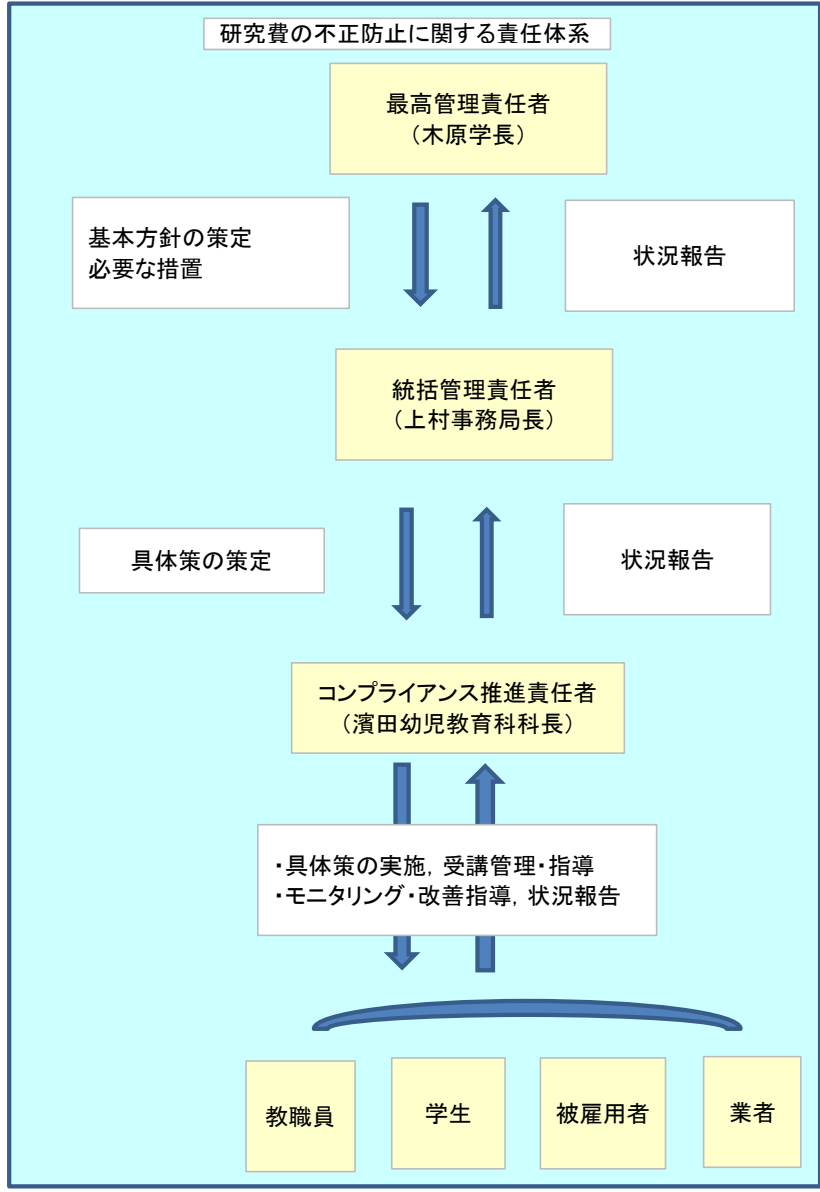 研究費の不正防止に関する責任体系
最高管理責任者
（木原学長）
基本方針の策定
必要な措置
状況報告
統括管理責任者
（上村事務局長）
具体策の策定
状況報告
コンプライアンス推進責任者
（濱田幼児教育科科長）
・具体策の実施，受講管理・指導
・モニタリング・改善指導，状況報告
教職員
学生
被雇用者
業者